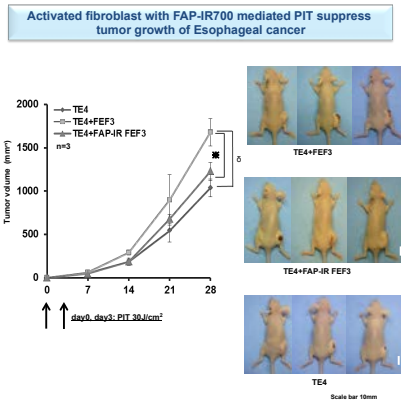 Activated fibroblast with FAP-IR700 mediated PIT suppress
tumor growth of Esophageal cancer
TE4
TE4+FEF3
TE4+FAP-IR FEF3
n=3
Tumor volume (mm³)
2000
1500
1000
500
0
0 7 14 21 28
※
δ
day0, day3: PIT 30J/cm²
TE4+FEF3
TE4+FAP-IR FEF3
TE4
Scale bar 10mm